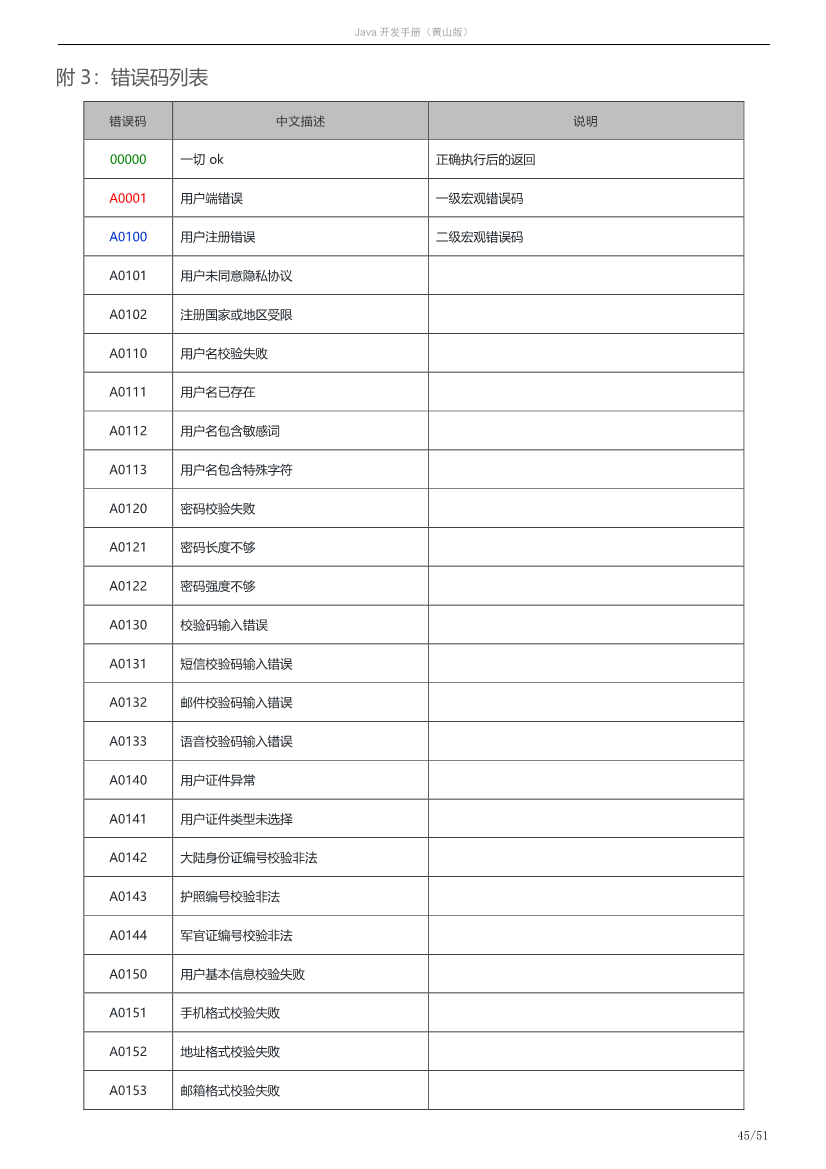 Java 开发手册（黄山版）
附 3：错误码列表
错误码 中文描述 说明
00000 一切 ok 正确执行后的返回
A0001 用户端错误 一级宏观错误码
A0100 用户注册错误 二级宏观错误码
A0101 用户未同意隐私协议
A0102 注册国家或地区受限
A0110 用户名校验失败
A0111 用户名已存在
A0112 用户名包含敏感词
A0113 用户名包含特殊字符
A0120 密码校验失败
A0121 密码长度不够
A0122 密码强度不够
A0130 校验码输入错误
A0131 短信校验码输入错误
A0132 邮件校验码输入错误
A0133 语音校验码输入错误
A0140 用户证件异常
A0141 用户证件类型未选择
A0142 大陆身份证编号校验非法
A0143 护照编号校验非法
A0144 军官证编号校验非法
A0150 用户基本信息校验失败
A0151 手机格式校验失败
A0152 地址格式校验失败
A0153 邮箱格式校验失败
45/51